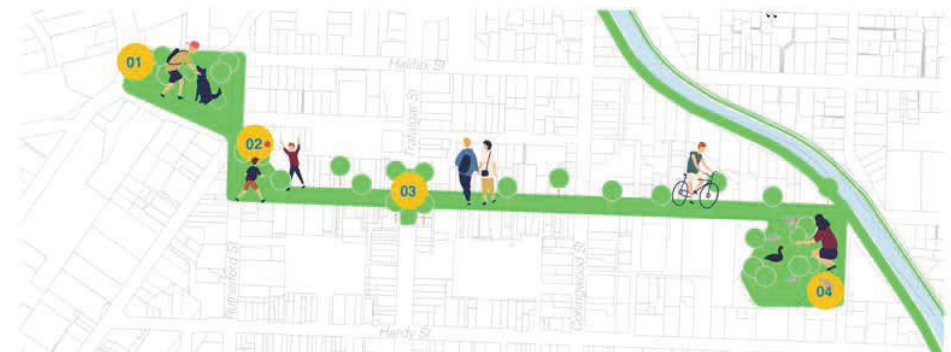 01
Halifax St
Trafalgar St
02
03
Rutherford St
Collingwood St
04
Hardy St